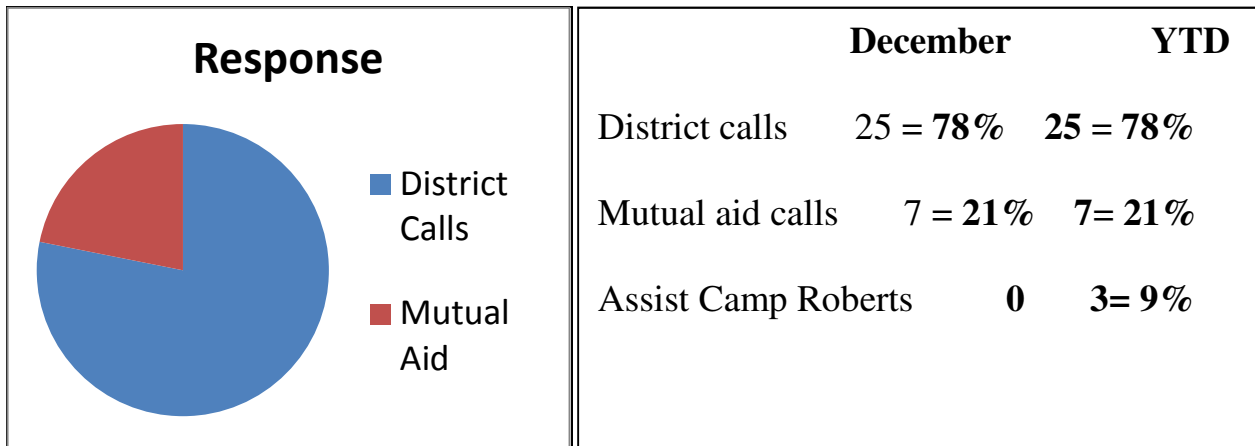 Response
District
Calls
Mutual
Aid
December YTD
District calls 25 = 78% 25 = 78%
Mutual aid calls 7 = 21% 7= 21%
Assist Camp Roberts 0 3= 9%